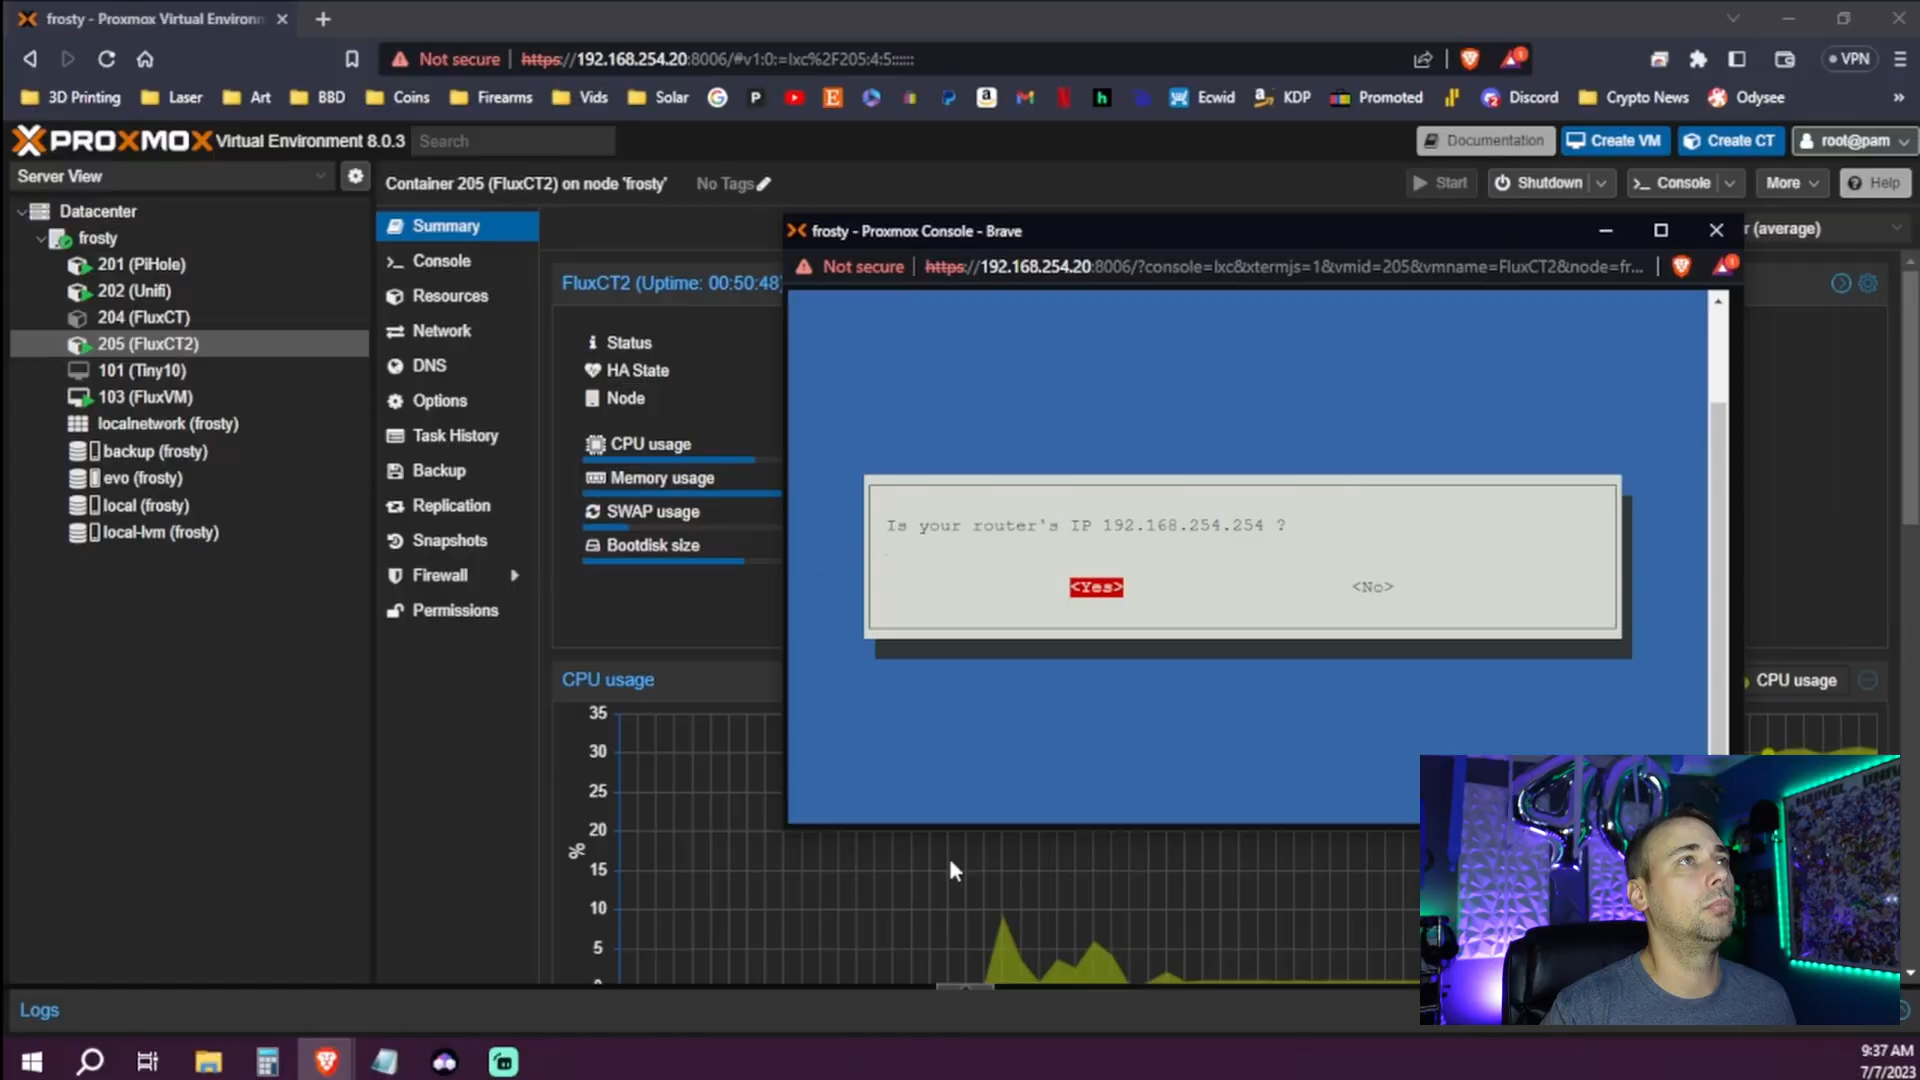 frosty - Proxmox Virtual Environm
Not secure https://192.168.254.20:8006/#v1:0:=lxc%2F205:4:5::::::
VPN
3D Printing Laser Art BBD Coins Firearms Vids Solar Ecwid KDP Promoted Discord Crypto News Odysee
PROXMOX Virtual Environment 8.0.3 Search Documentation Create VM Create CT root@pam
Server View
Container 205 (FluxCT2) on node 'frosty' No Tags Start Shutdown Console More Help
Datacenter
frosty
201 (PiHole)
202 (Unifi)
204 (FluxCT)
205 (FluxCT2)
101 (Tiny10)
103 (FluxVM)
localnetwork (frosty)
backup (frosty)
evo (frosty)
local (frosty)
local-lvm (frosty)
Summary
Console
Resources
Network
DNS
Options
Task History
Backup
Replication
Snapshots
Firewall
Permissions
r (average)
FluxCT2 (Uptime: 00:50:48)
Status
HA State
Node
CPU usage
Memory usage
SWAP usage
Bootdisk size
frosty - Proxmox Console - Brave
Not secure https://192.168.254.20:8006/?console=lxc&xtermjs=1&vmid=205&vmname=FluxCT2&node=fr...
Is your router's IP 192.168.254.254 ?
<Yes> <No>
CPU usage
CPU usage
35
30
25
20
15
10
5
%
MARVEL
Logs
9:37 AM
7/7/2023